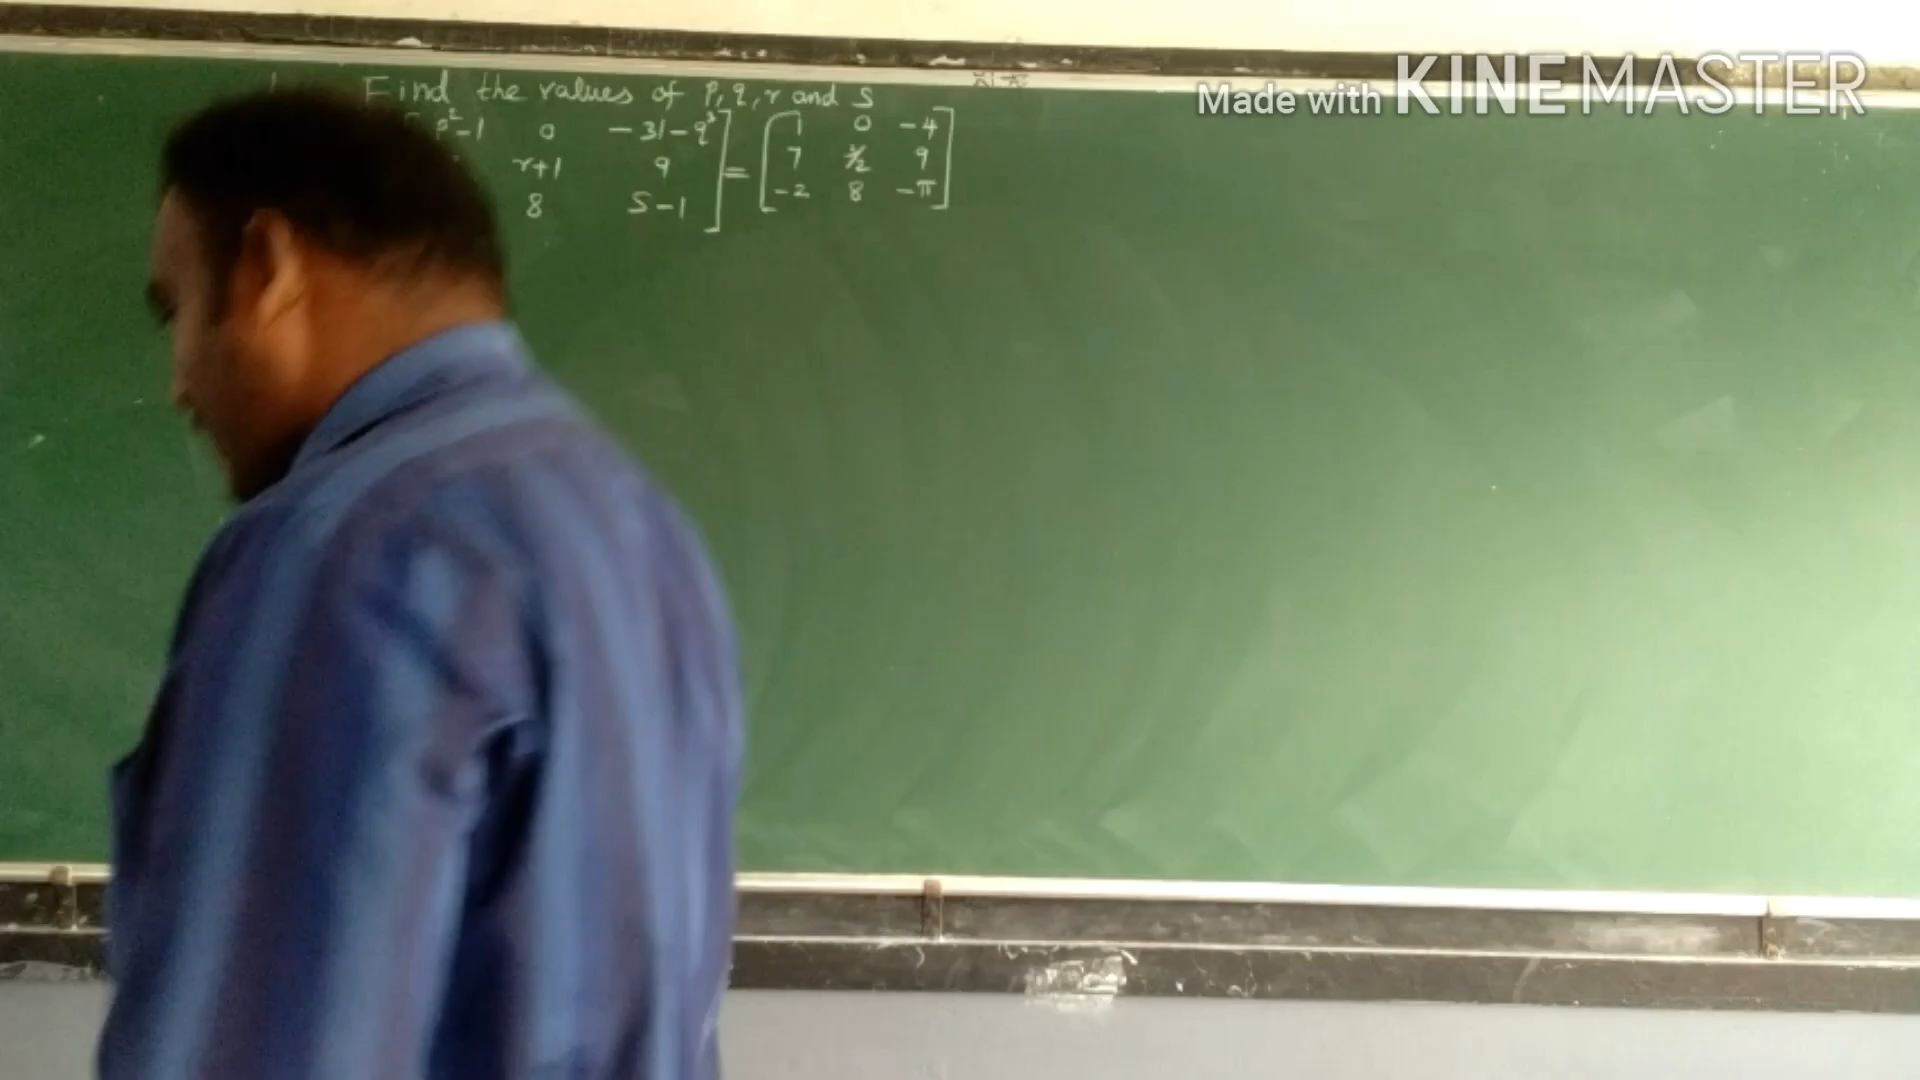 Find the values of P, q, r and S
p²-1 0 -31-q³ = 1 0 -4
r+1 9 7 3/2 9
8 S-1 -2 8 -π
Made with KINEMASTER